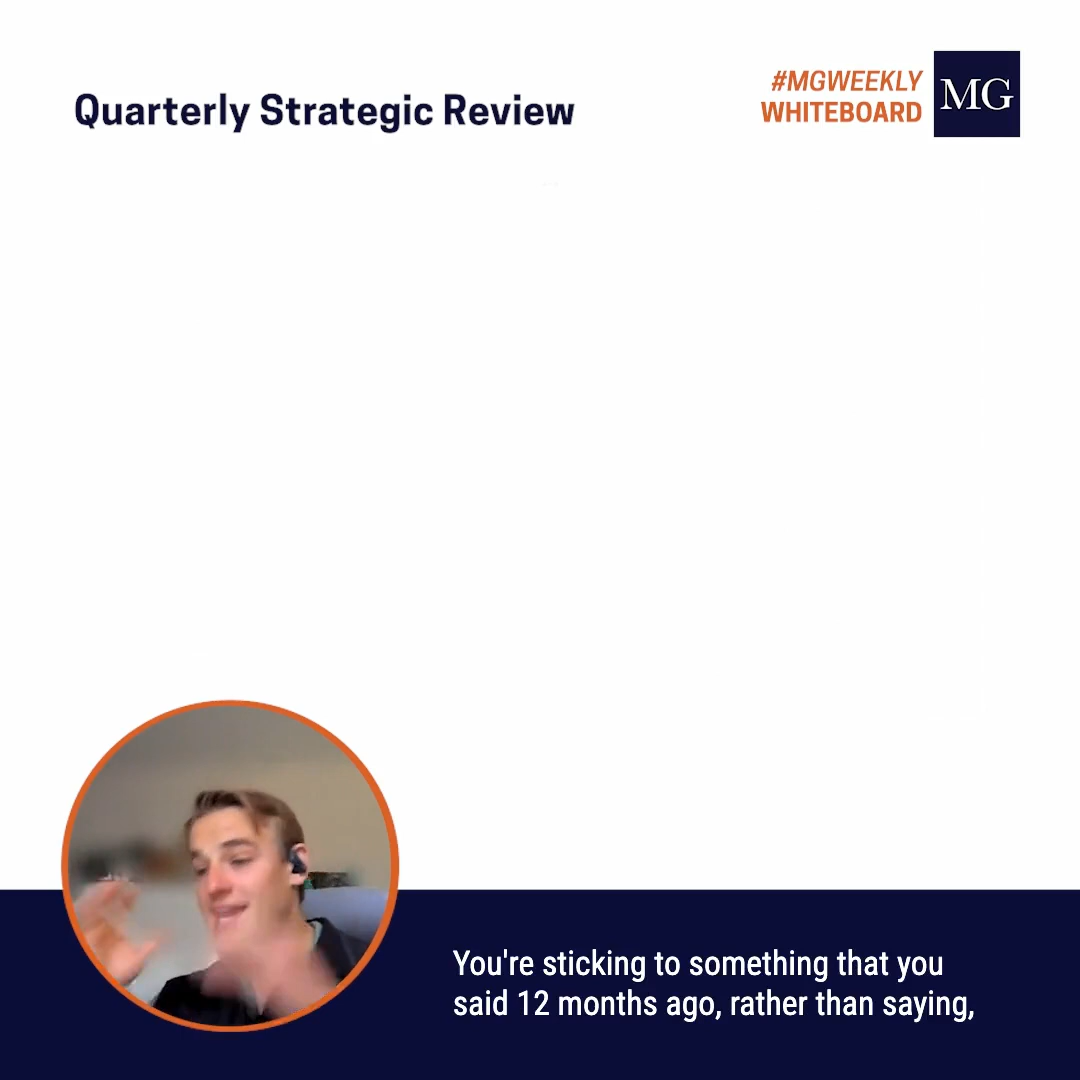 Quarterly Strategic Review
#MGWEEKLY
WHITEBOARD
MG
You're sticking to something that you
said 12 months ago, rather than saying,